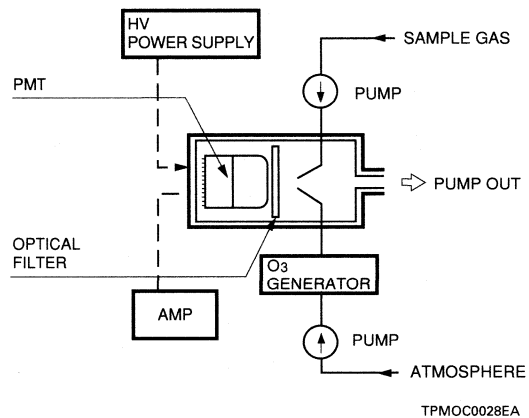 HV
POWER SUPPLY
SAMPLE GAS
PMT
PUMP
PUMP OUT
OPTICAL
FILTER
O3
GENERATOR
AMP
PUMP
ATMOSPHERE
TPMOC0028EA